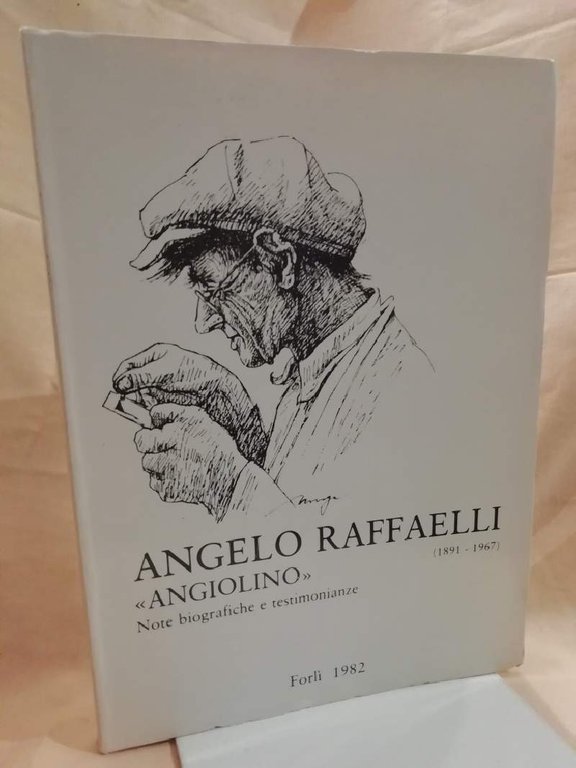 ANGELO RAFFAELLI
(1891 - 1967)
«ANGIOLINO»
Note biografiche e testimonianze
Forlì 1982